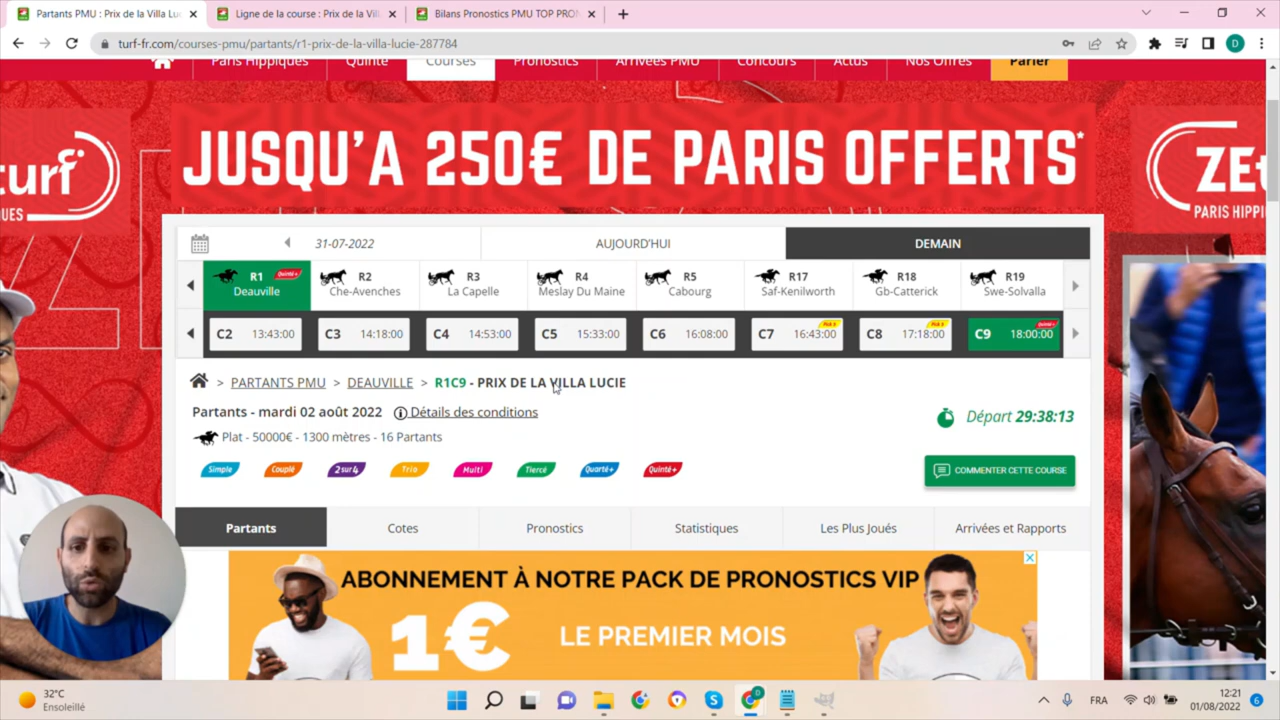 Partants PMU : Prix de la Villa Luc
Ligne de la course : Prix de la Vill
Bilans Pronostics PMU TOP PRON
turf-fr.com/courses-pmu/partants/r1-prix-de-la-villa-lucie-287784
D
Paris Hippiques
Quinté
Courses
Pronostics
Arrivées PMU
Concours
Actus
Nos Offres
Parier
JUSQU'A 250€ DE PARIS OFFERTS*
turf
QUES
ZEt
PARIS HIPPI
31-07-2022
AUJOURD'HUI
DEMAIN
R1 Quinté+
Deauville
R2
Che-Avenches
R3
La Capelle
R4
Meslay Du Maine
R5
Cabourg
R17
Saf-Kenilworth
R18
Gb-Catterick
R19
Swe-Solvalla
C2 13:43:00
C3 14:18:00
C4 14:53:00
C5 15:33:00
C6 16:08:00
C7 16:43:00
C8 17:18:00
C9 18:00:00
> PARTANTS PMU > DEAUVILLE > R1C9 - PRIX DE LA VILLA LUCIE
Partants - mardi 02 août 2022 Détails des conditions
Départ 29:38:13
Plat - 50000€ - 1300 mètres - 16 Partants
Simple
Couplé
2sur4
Trio
Multi
Tiercé
Quarté+
Quinté+
COMMENTER CETTE COURSE
Partants
Cotes
Pronostics
Statistiques
Les Plus Joués
Arrivées et Rapports
ABONNEMENT À NOTRE PACK DE PRONOSTICS VIP
1€ LE PREMIER MOIS
32°C
Ensoleillé
FRA
12:21
01/08/2022
6